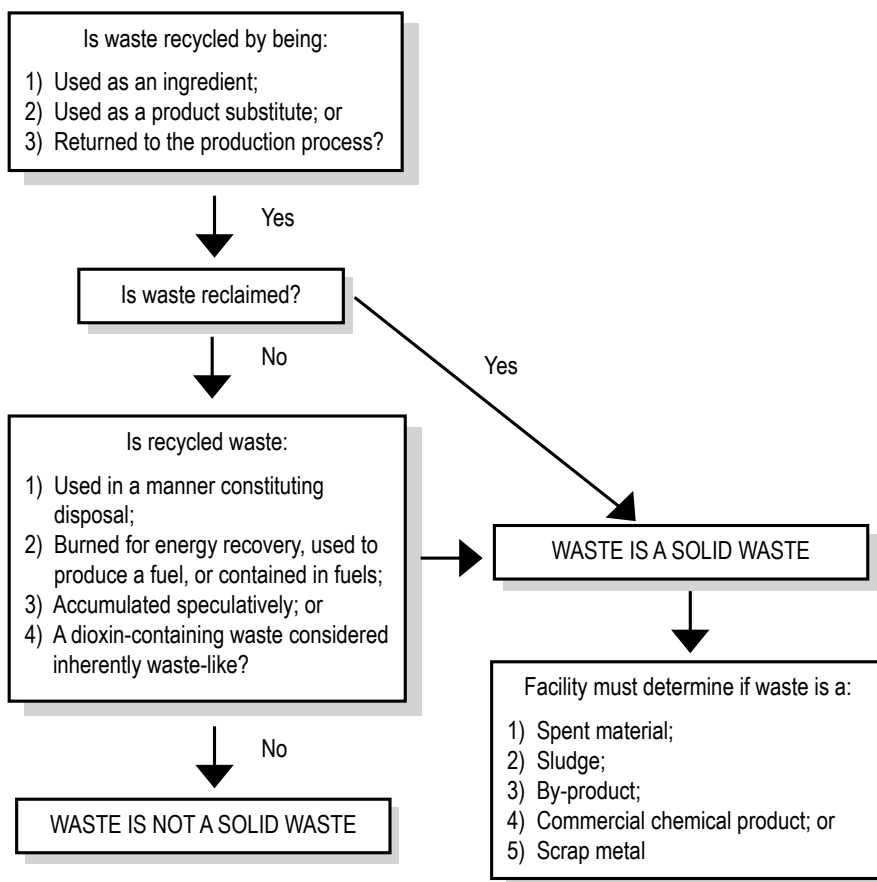 Is waste recycled by being:
1) Used as an ingredient;
2) Used as a product substitute; or
3) Returned to the production process?
Yes
Is waste reclaimed?
No
Yes
Is recycled waste:
1) Used in a manner constituting
disposal;
2) Burned for energy recovery, used to
produce a fuel, or contained in fuels;
3) Accumulated speculatively; or
4) A dioxin-containing waste considered
inherently waste-like?
WASTE IS A SOLID WASTE
Facility must determine if waste is a:
1) Spent material;
2) Sludge;
3) By-product;
4) Commercial chemical product; or
5) Scrap metal
No
WASTE IS NOT A SOLID WASTE